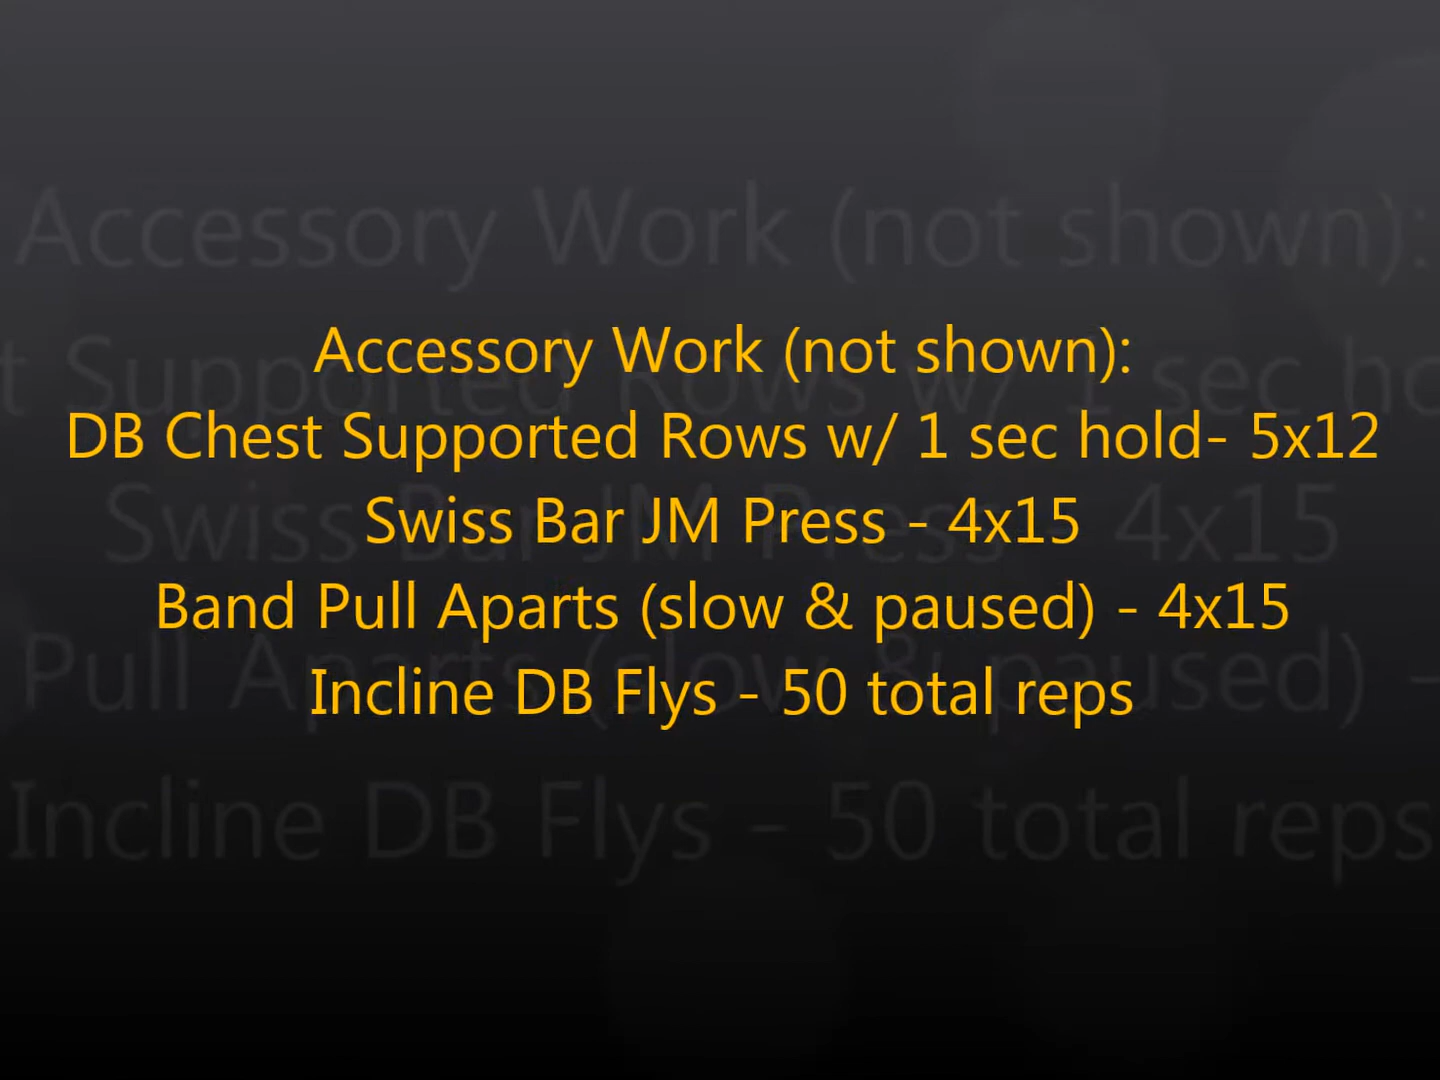 Accessory Work (not shown):
DB Chest Supported Rows w/ 1 sec hold- 5x12
Swiss Bar JM Press - 4x15
Band Pull Aparts (slow & paused) - 4x15
Incline DB Flys - 50 total reps